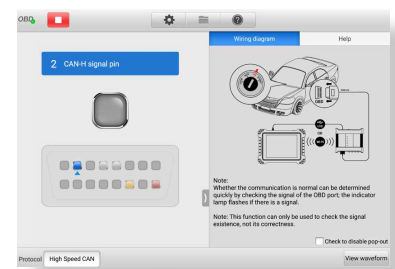 OBD
2 CAN-H signal pin
Protocol
High Speed CAN
Wiring diagram
Help
OBD
OR
Note:
Whether the communication is normal can be determined
quickly by checking the signal of the OBD port; the indicator
lamp flashes if there is a signal.
Note: This function can only be used to check the signal
existence, not its correctness.
Check to disable pop-out
View waveform